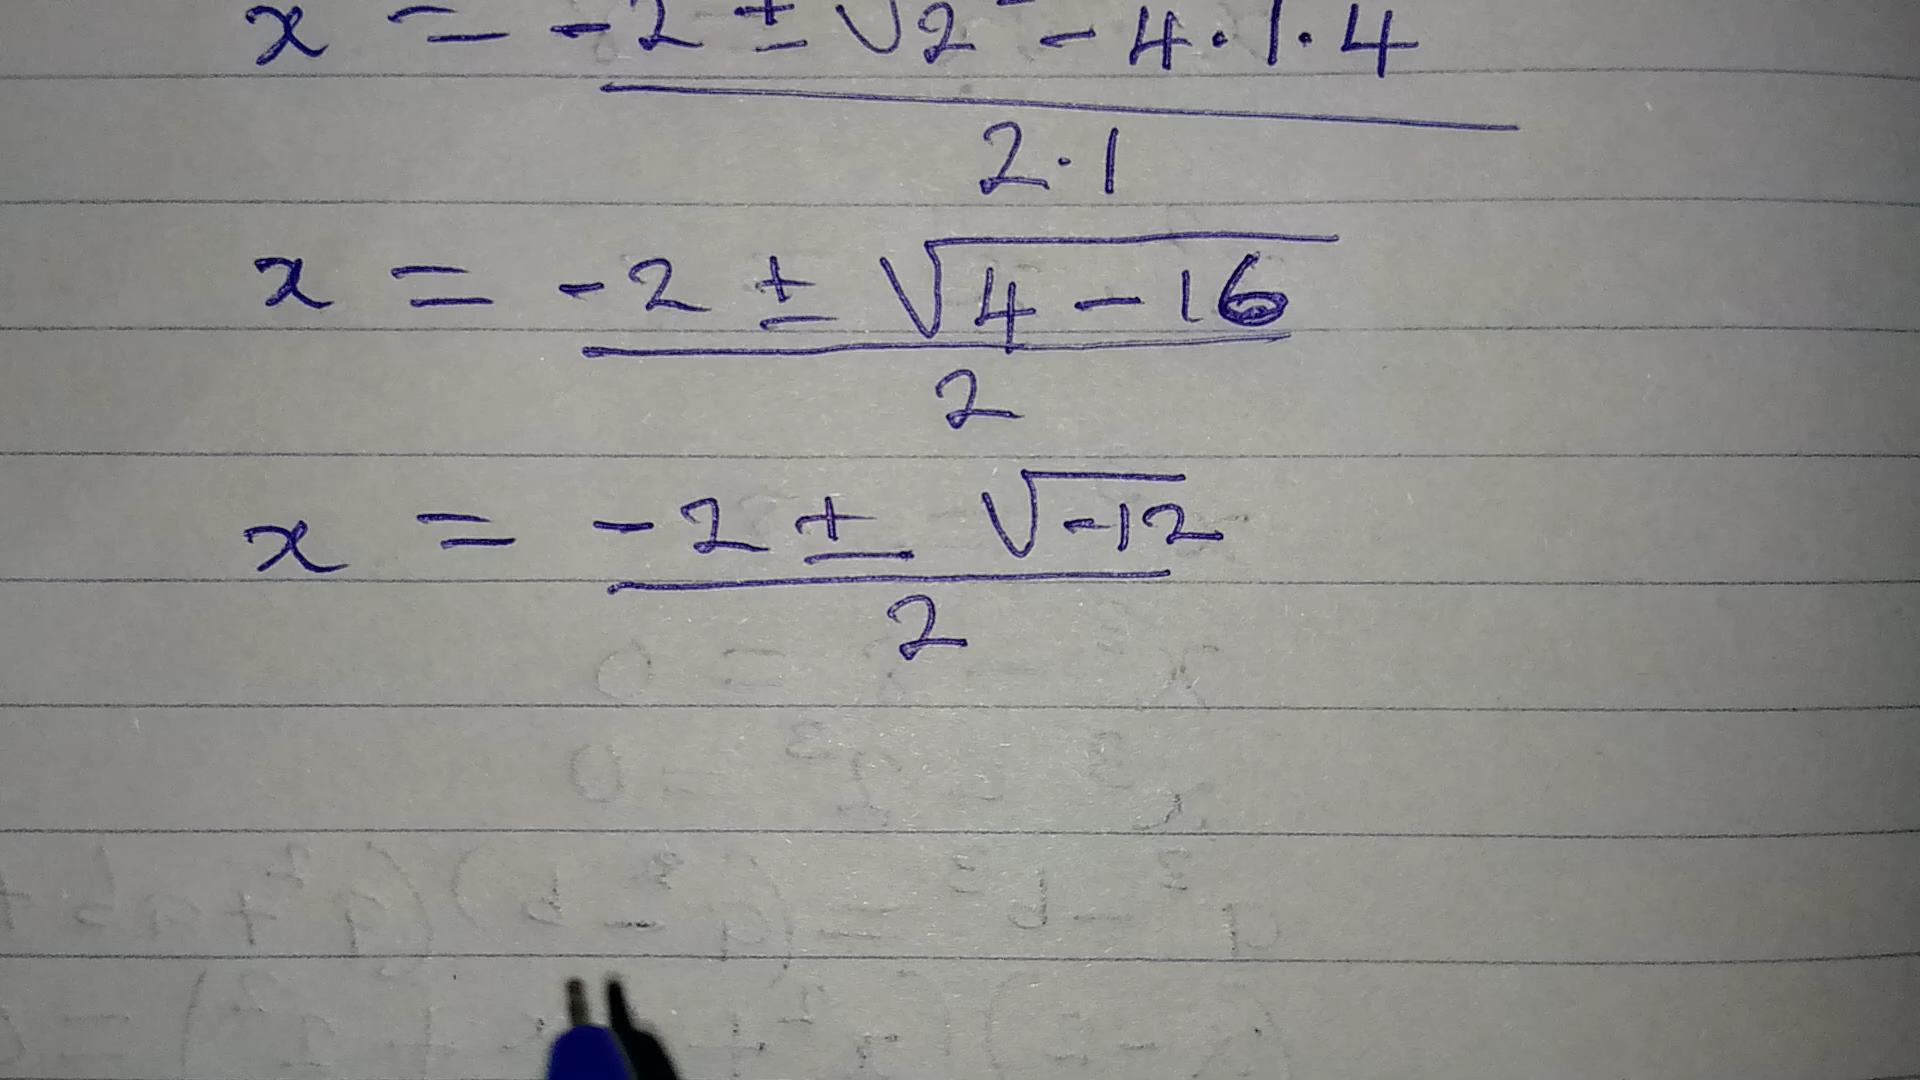 x = -2 ± √2² - 4·1·4
2·1
x = -2 ± √4 - 16
2
x = -2 ± √-12
2